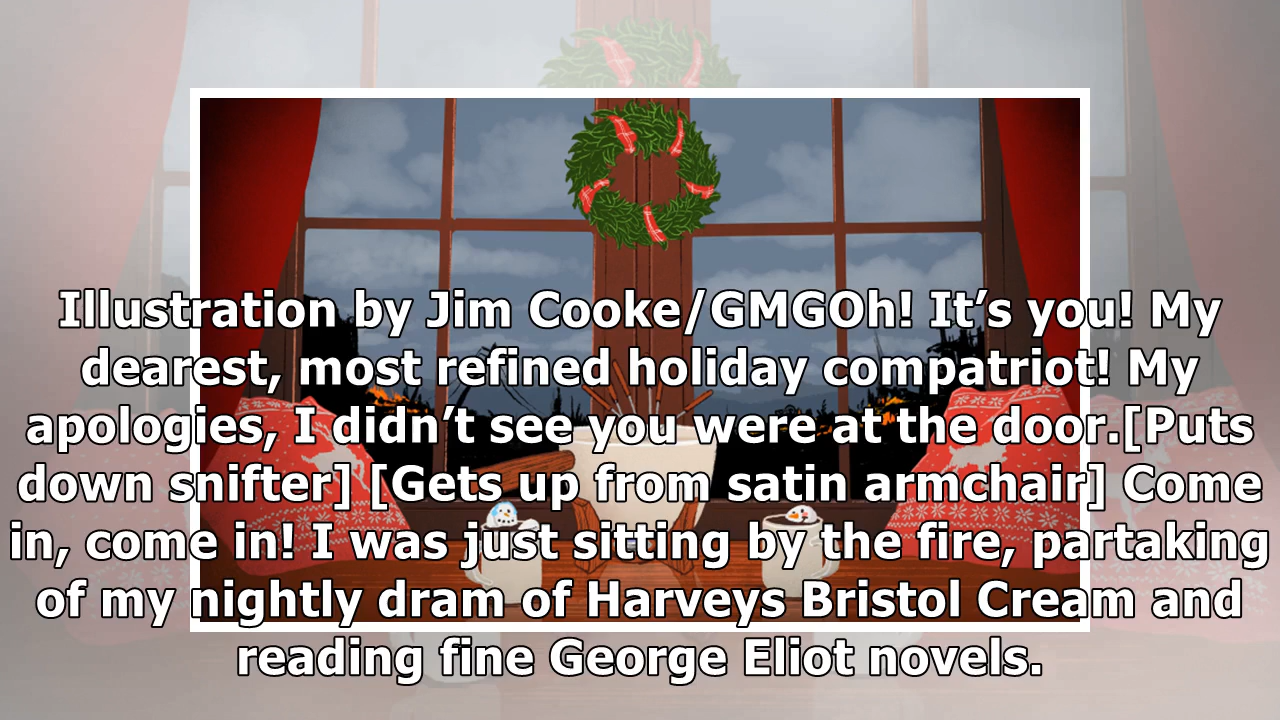 Illustration by Jim Cooke/GMGOh! It’s you! My
dearest, most refined holiday compatriot! My
apologies, I didn’t see you were at the door.[Puts
down snifter] [Gets up from satin armchair] Come
in, come in! I was just sitting by the fire, partaking
of my nightly dram of Harveys Bristol Cream and
reading fine George Eliot novels.